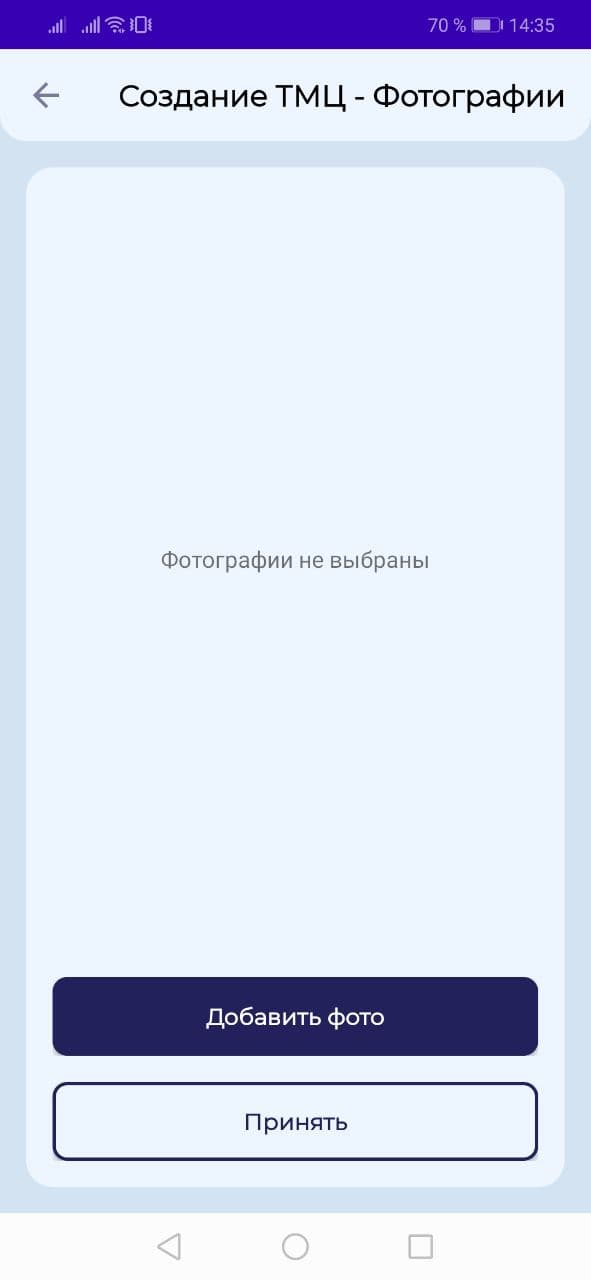 70 % 14:35
Создание ТМЦ - Фотографии
Фотографии не выбраны
Добавить фото
Принять